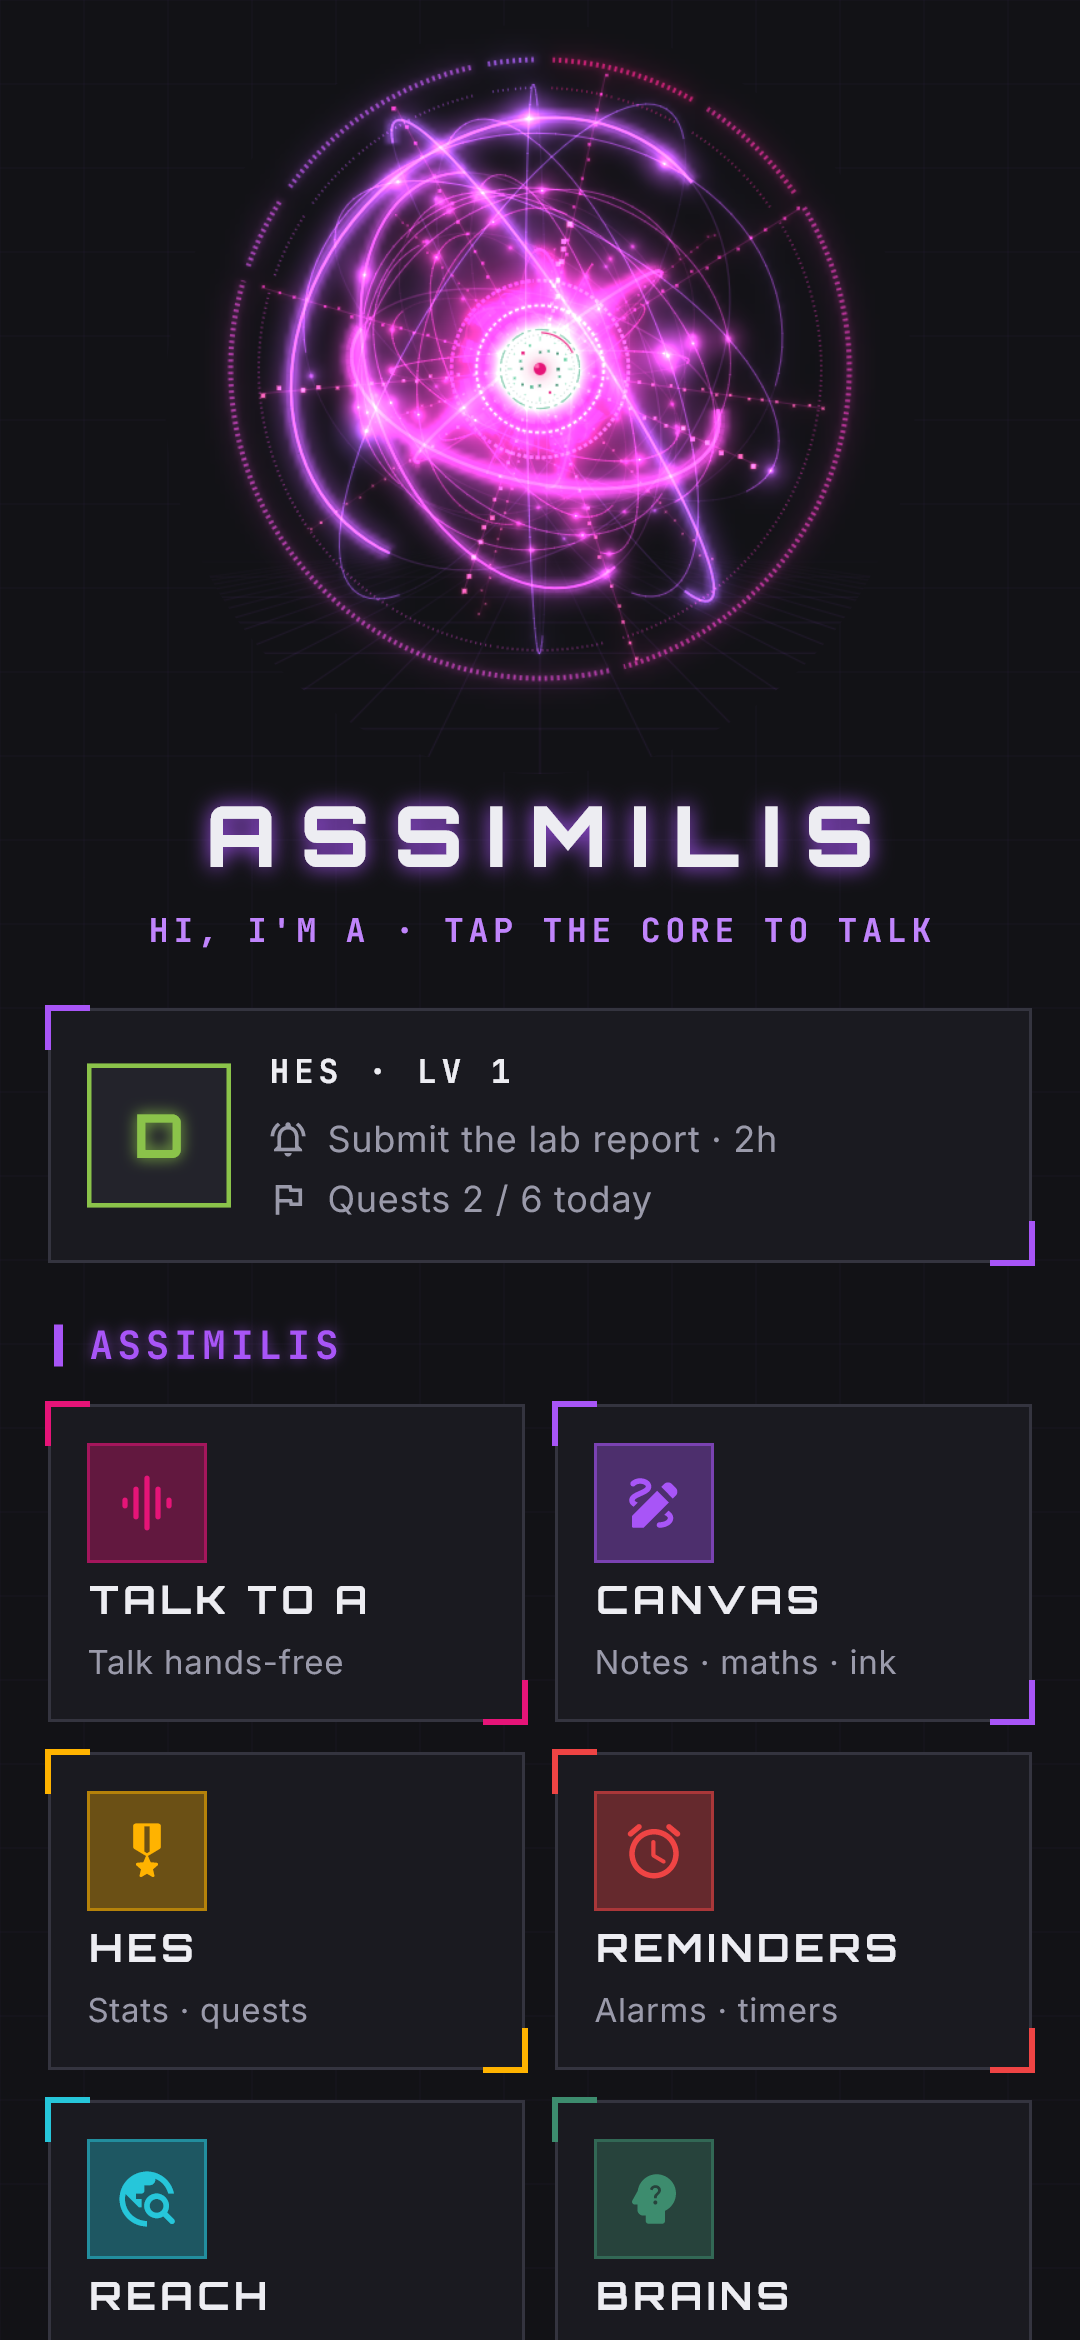 ASSIMILIS
HI, I'M A · TAP THE CORE TO TALK
D
HES · LV 1
Submit the lab report · 2h
Quests 2 / 6 today
ASSIMILIS
TALK TO A
Talk hands-free
CANVAS
Notes · maths · ink
HES
Stats · quests
REMINDERS
Alarms · timers
REACH
BRAINS